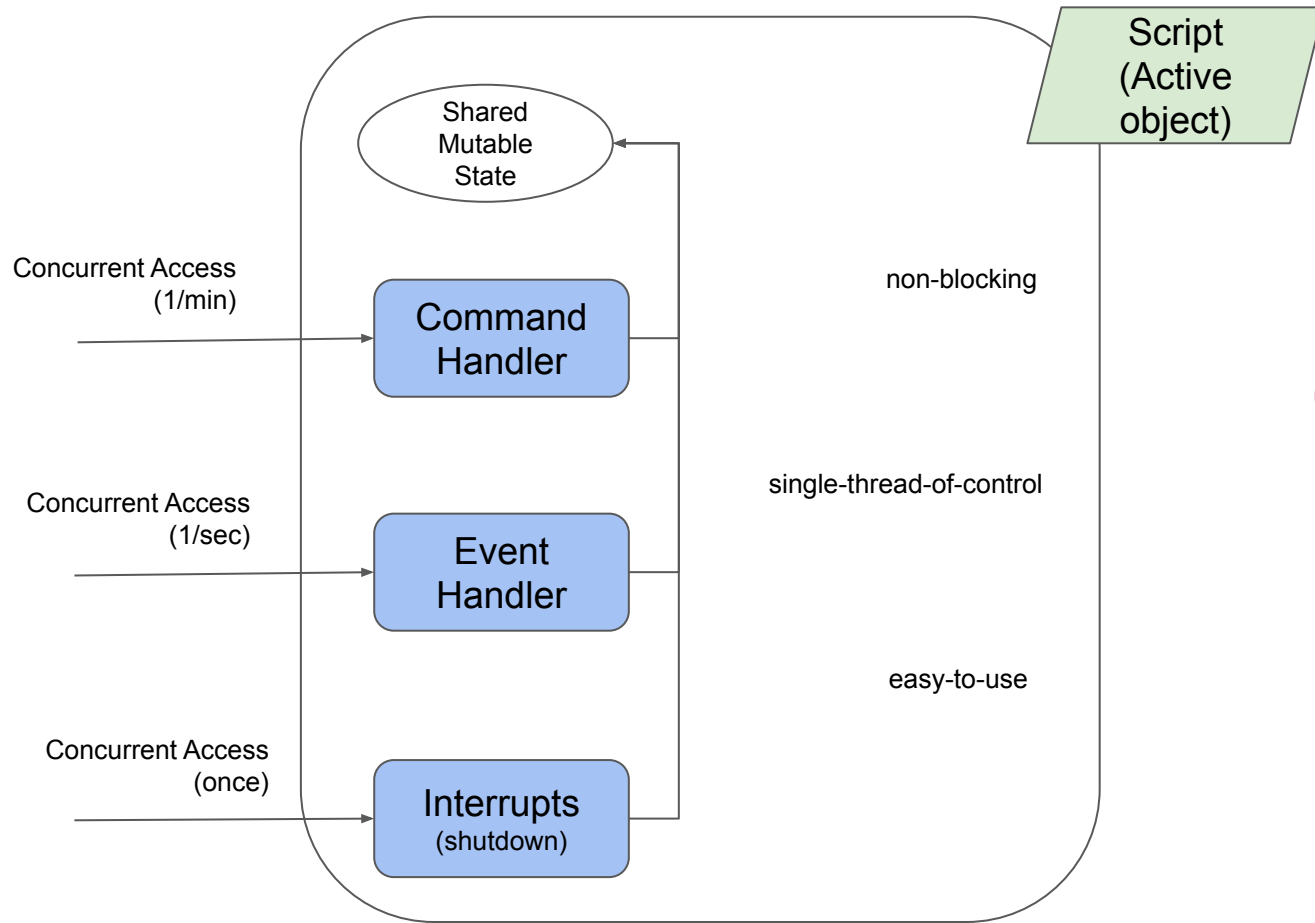 Script
(Active
object)
Shared
Mutable
State
Concurrent Access
(1/min)
Command
Handler
non-blocking
Concurrent Access
(1/sec)
Event
Handler
single-thread-of-control
easy-to-use
Concurrent Access
(once)
Interrupts
(shutdown)